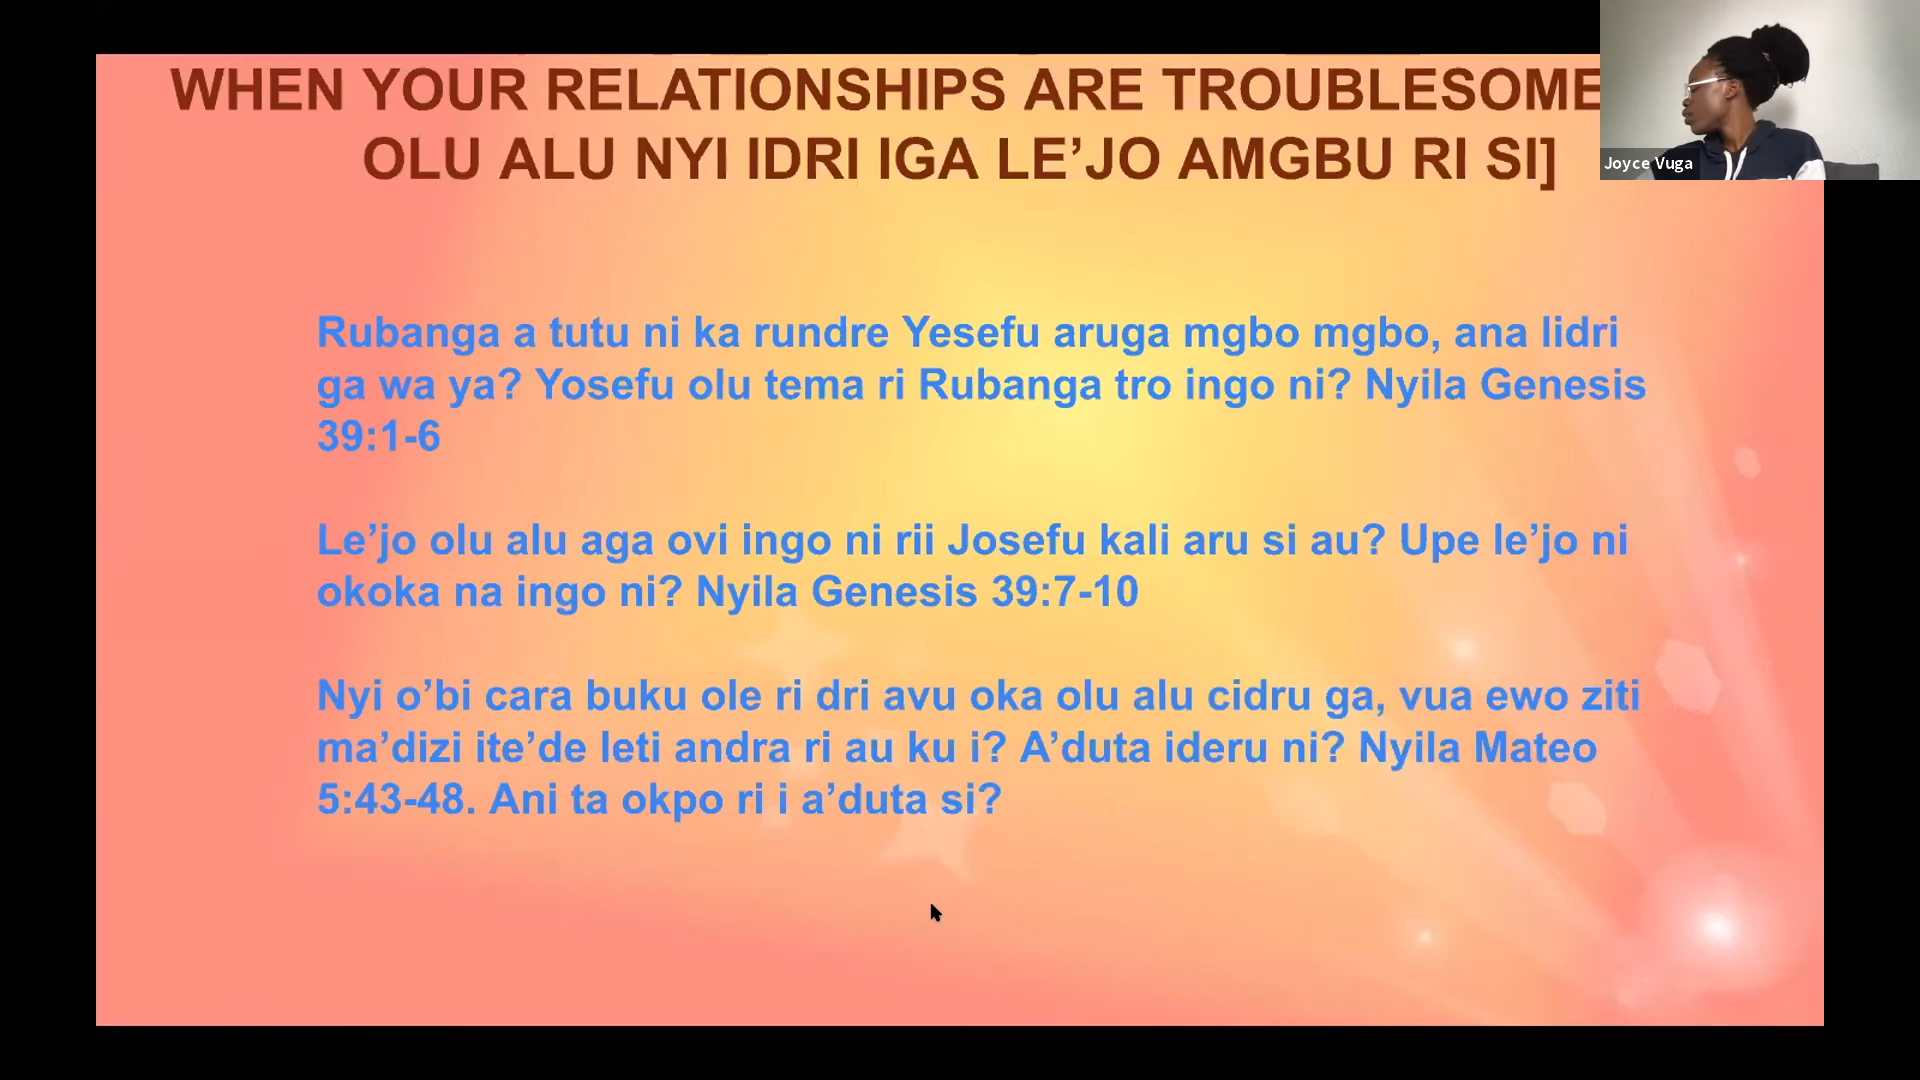 WHEN YOUR RELATIONSHIPS ARE TROUBLESOME
OLU ALU NYI IDRI IGA LE’JO AMGBU RI SI]
Joyce Vuga
Rubanga a tutu ni ka rundre Yesefu aruga mgbo mgbo, ana lidri
ga wa ya? Yosefu olu tema ri Rubanga tro ingo ni? Nyila Genesis
39:1-6
Le’jo olu alu aga ovi ingo ni rii Josefu kali aru si au? Upe le’jo ni
okoka na ingo ni? Nyila Genesis 39:7-10
Nyi o’bi cara buku ole ri dri avu oka olu alu cidru ga, vua ewo ziti
ma’dizi ite’de leti andra ri au ku i? A’duta ideru ni? Nyila Mateo
5:43-48. Ani ta okpo ri i a’duta si?